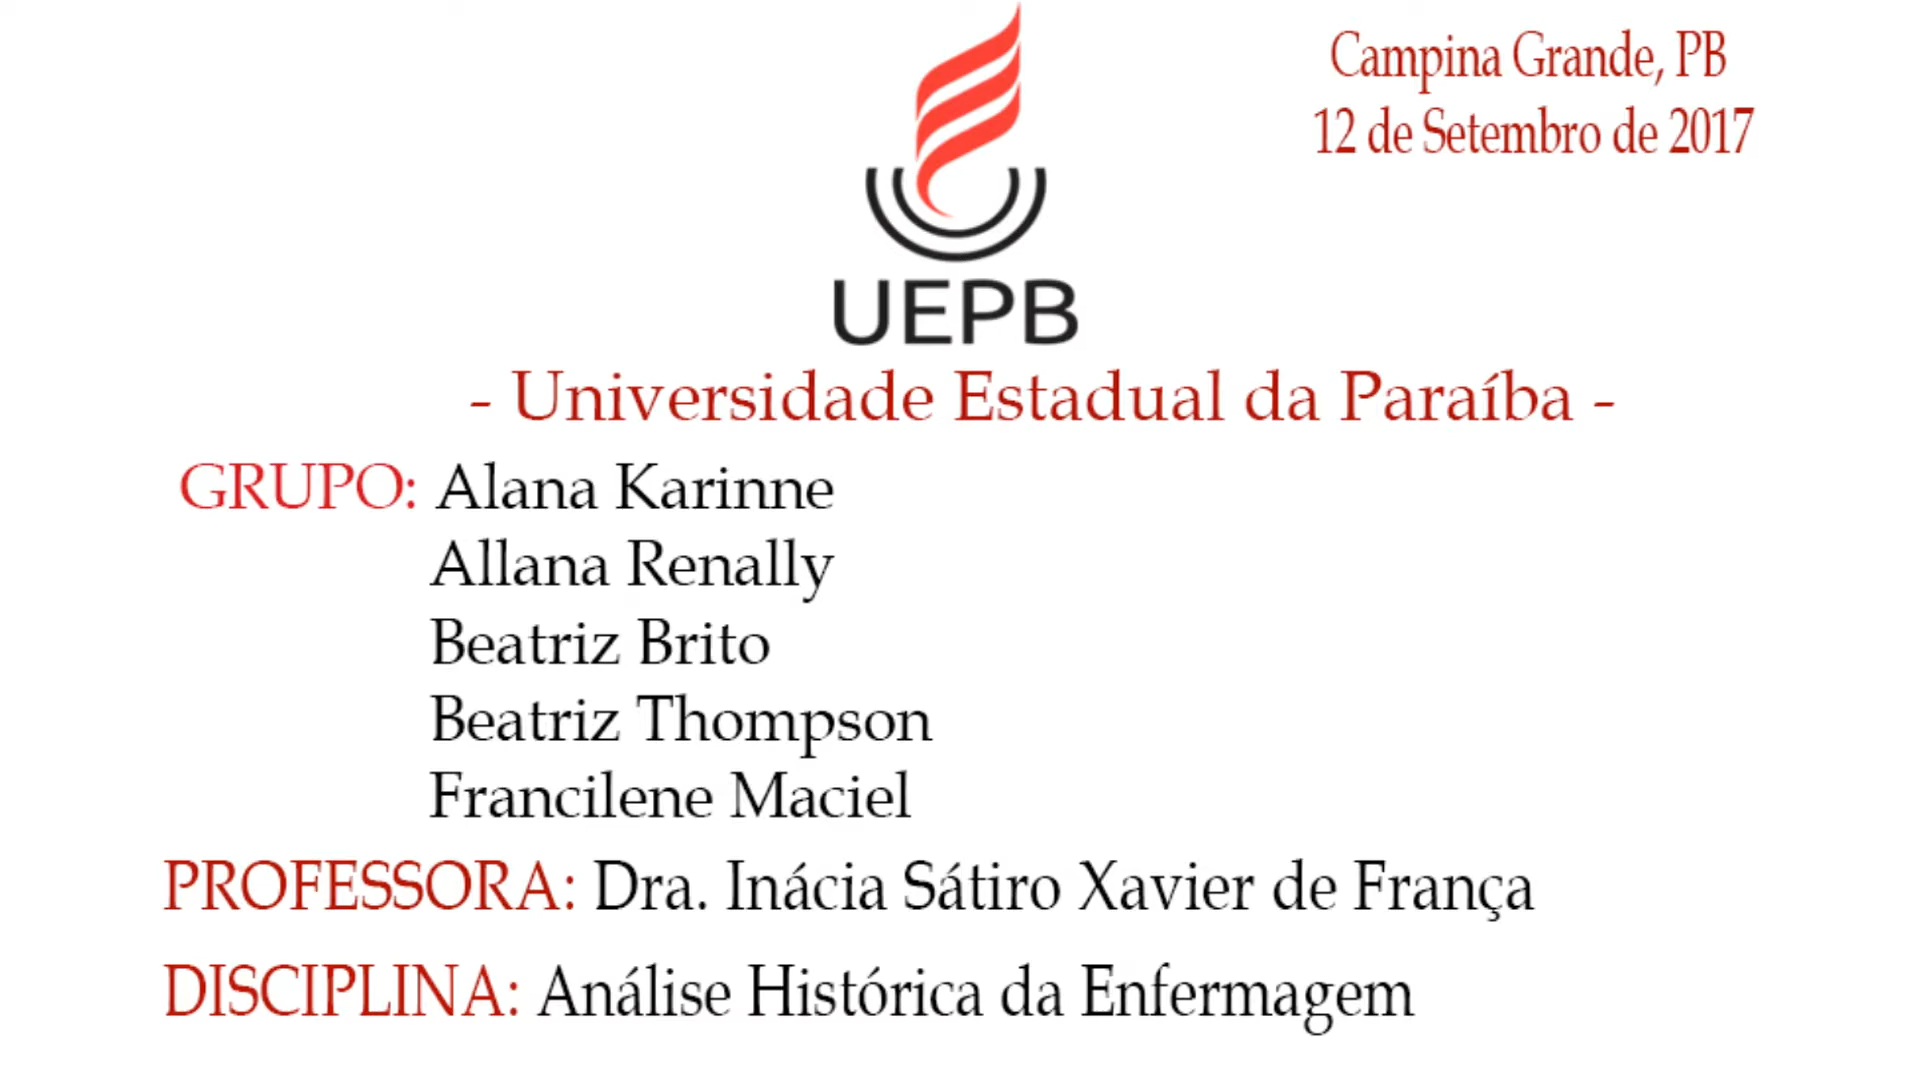 Campina Grande, PB
12 de Setembro de 2017
UEPB
- Universidade Estadual da Paraíba -
GRUPO: Alana Karinne
Allana Renally
Beatriz Brito
Beatriz Thompson
Francilene Maciel
PROFESSORA: Dra. Inácia Sátiro Xavier de França
DISCIPLINA: Análise Histórica da Enfermagem